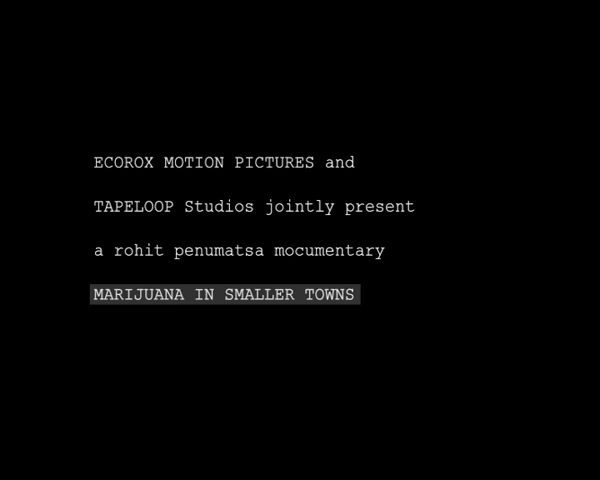 ECOROX MOTION PICTURES and
TAPELOOP Studios jointly present
a rohit penumatsa mocumentary
MARIJUANA IN SMALLER TOWNS